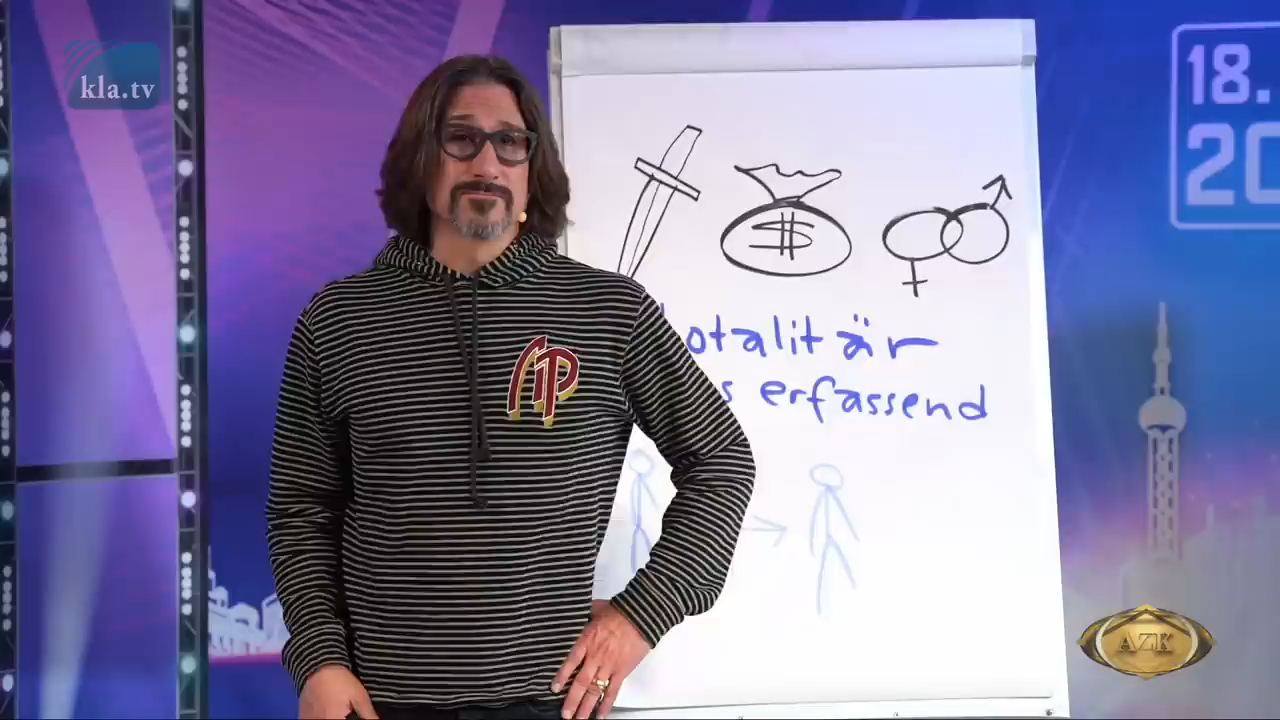 kla.tv
18.
20
$
AP
otalitär
s erfassend
AZK